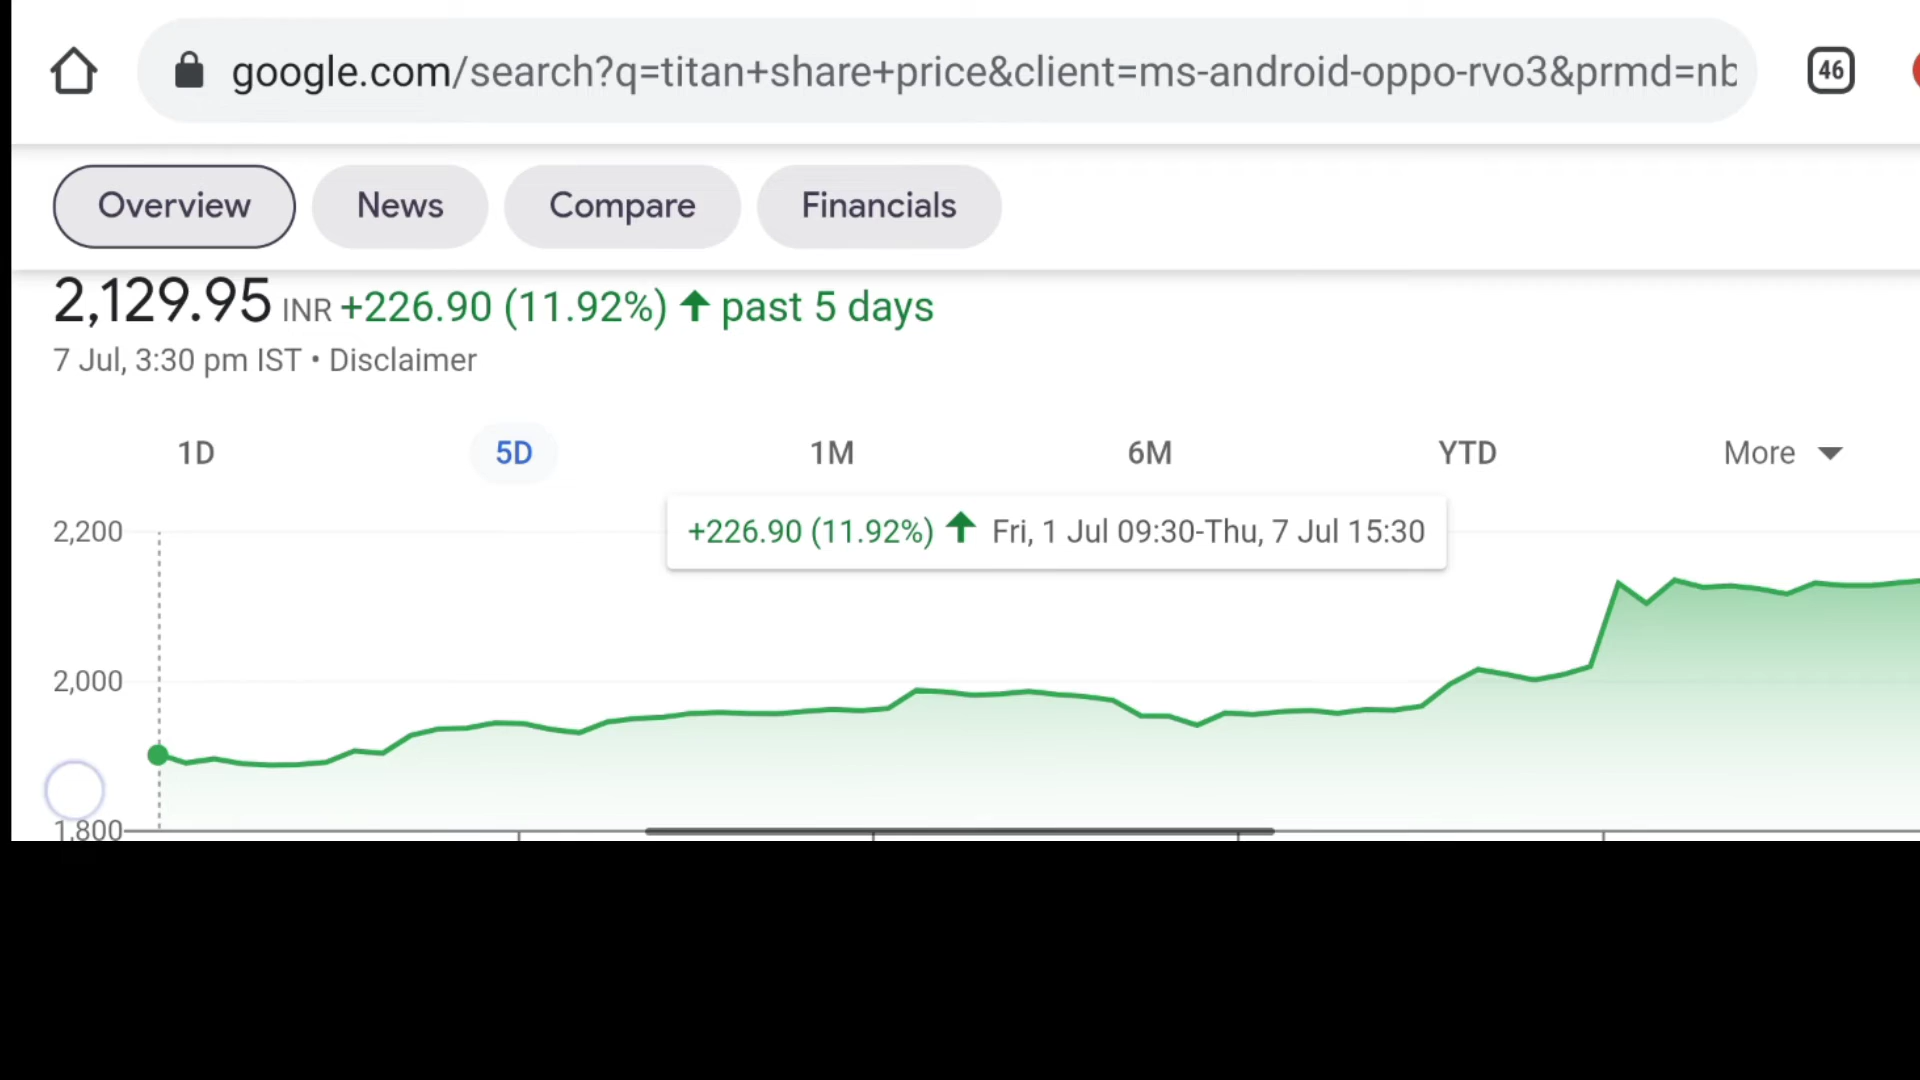 google.com/search?q=titan+share+price&client=ms-android-oppo-rvo3&prmd=nb
46
Overview
News
Compare
Financials
2,129.95 INR +226.90 (11.92%) ↑ past 5 days
7 Jul, 3:30 pm IST • Disclaimer
1D
5D
1M
6M
YTD
More
2,200
+226.90 (11.92%) ↑ Fri, 1 Jul 09:30-Thu, 7 Jul 15:30
2,000
1,800